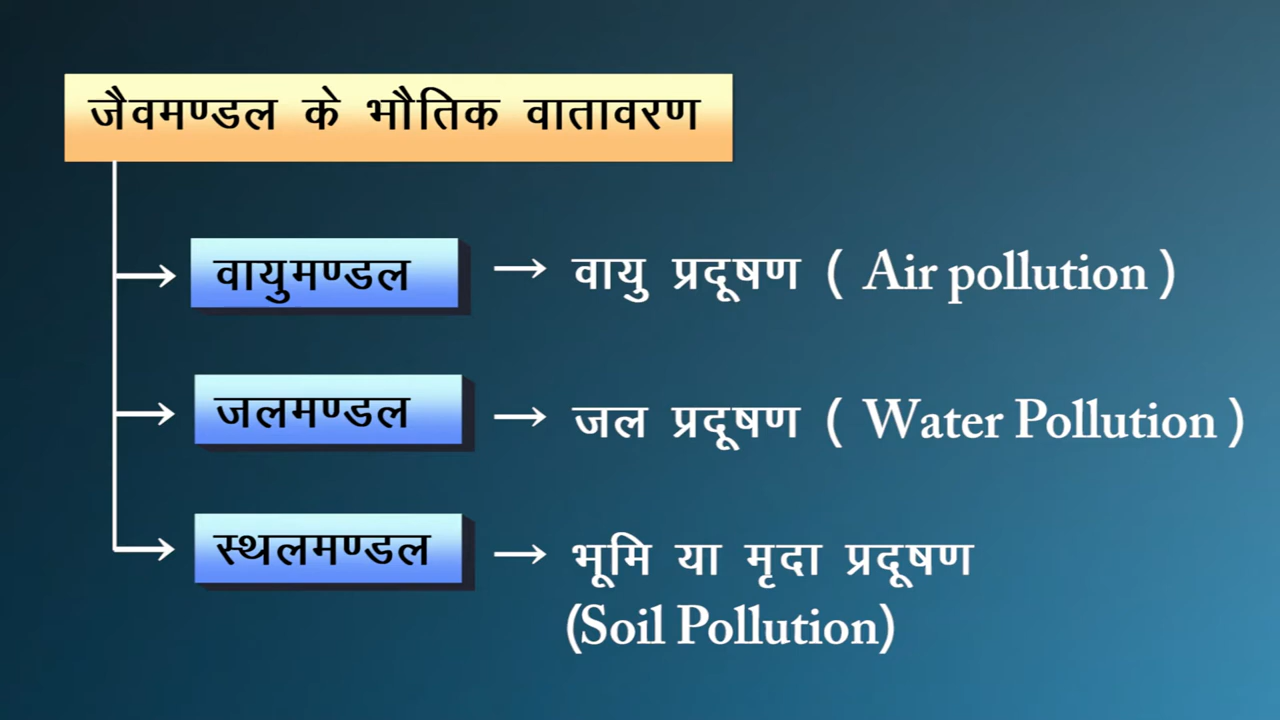 जैवमण्डल के भौतिक वातावरण
वायुमण्डल → वायु प्रदूषण ( Air pollution )
जलमण्डल → जल प्रदूषण ( Water Pollution )
स्थलमण्डल → भूमि या मृदा प्रदूषण
(Soil Pollution)